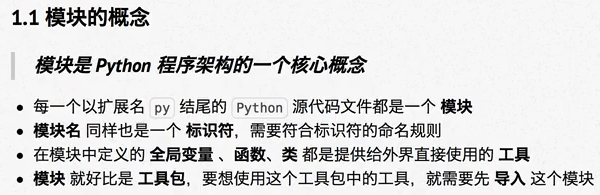 1.1 模块的概念
模块是 Python 程序架构的一个核心概念
每一个以扩展名 py 结尾的 Python 源代码文件都是一个 模块
模块名 同样也是一个 标识符，需要符合标识符的命名规则
在模块中定义的 全局变量 、函数、类 都是提供给外界直接使用的 工具
模块 就好比是 工具包，要想使用这个工具包中的工具，就需要先 导入 这个模块